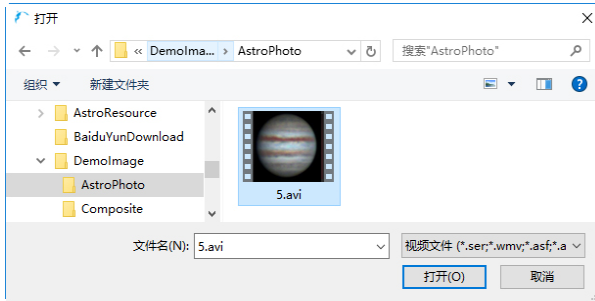 打开
« DemoIma... › AstroPhoto
搜索"AstroPhoto"
组织 新建文件夹
AstroResource
BaiduYunDownload
DemoImage
AstroPhoto
Composite
5.avi
文件名(N): 5.avi
视频文件 (*.ser;*.wmv;*.asf;*.a
打开(O) 取消